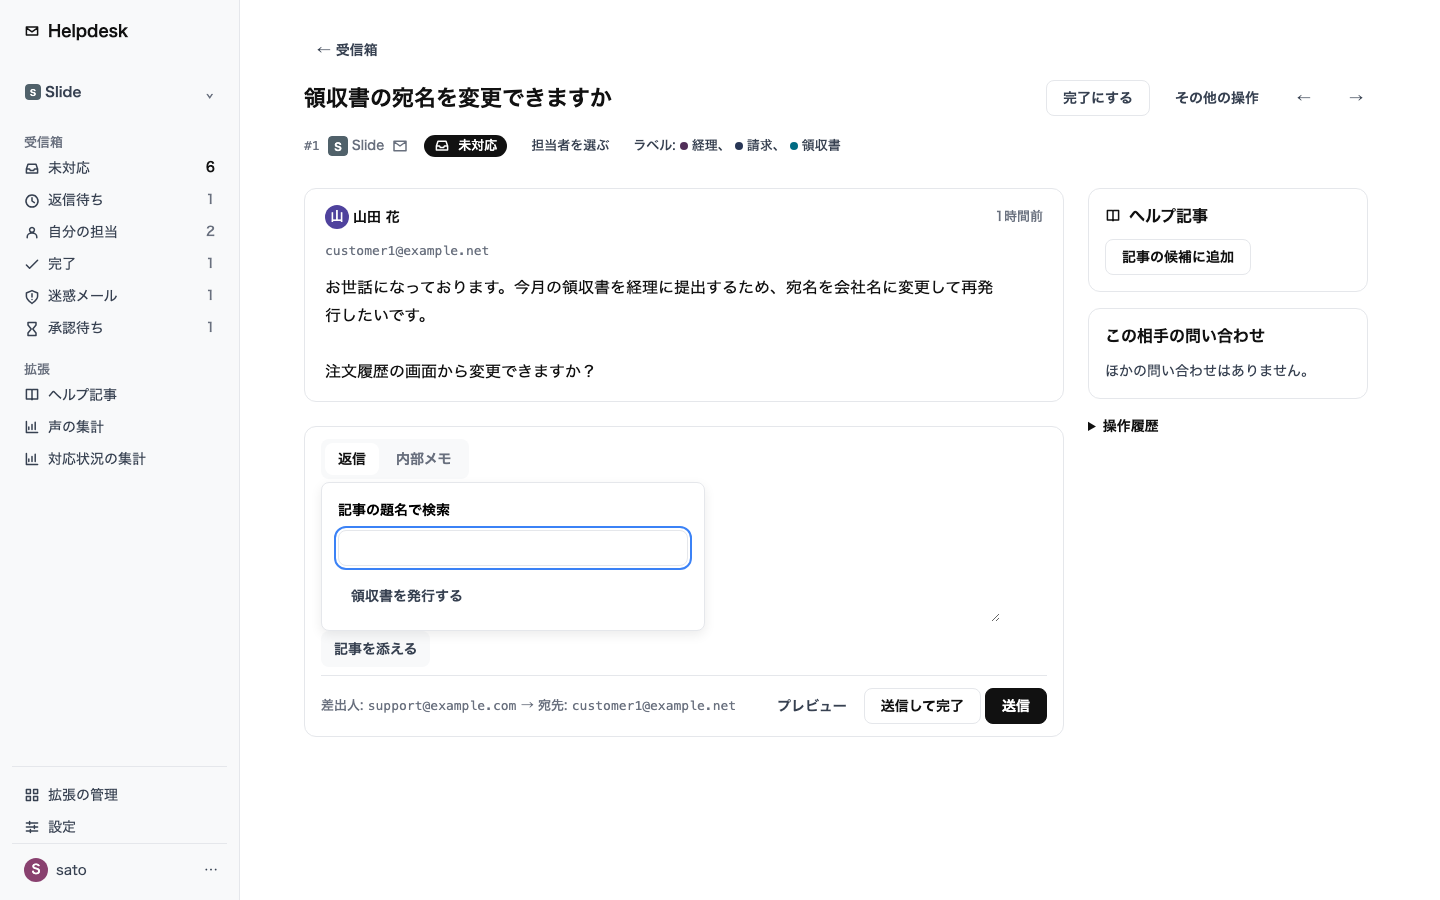 Helpdesk
S Slide
受信箱
未対応 6
返信待ち 1
自分の担当 2
完了 1
迷惑メール 1
承認待ち 1
拡張
ヘルプ記事
声の集計
対応状況の集計
拡張の管理
設定
S sato ···
← 受信箱
領収書の宛名を変更できますか
完了にする その他の操作 ← →
#1 S Slide 未対応 担当者を選ぶ ラベル: 経理、 請求、 領収書
山 山田 花 1時間前
customer1@example.net
お世話になっております。今月の領収書を経理に提出するため、宛名を会社名に変更して再発
行したいです。
注文履歴の画面から変更できますか？
返信 内部メモ
記事の題名で検索
領収書を発行する
記事を添える
差出人: support@example.com → 宛先: customer1@example.net プレビュー 送信して完了 送信
ヘルプ記事
記事の候補に追加
この相手の問い合わせ
ほかの問い合わせはありません。
▶ 操作履歴